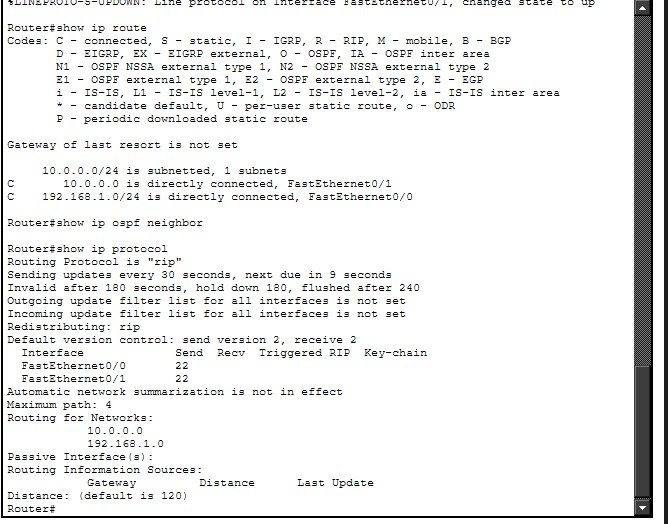 %LINEPROTO-5-UPDOWN: Line protocol on Interface FastEthernet0/1, changed state to up
Router#show ip route
Codes: C - connected, S - static, I - IGRP, R - RIP, M - mobile, B - BGP
       D - EIGRP, EX - EIGRP external, O - OSPF, IA - OSPF inter area
       N1 - OSPF NSSA external type 1, N2 - OSPF NSSA external type 2
       E1 - OSPF external type 1, E2 - OSPF external type 2, E - EGP
       i - IS-IS, L1 - IS-IS level-1, L2 - IS-IS level-2, ia - IS-IS inter area
       * - candidate default, U - per-user static route, o - ODR
       P - periodic downloaded static route
Gateway of last resort is not set
     10.0.0.0/24 is subnetted, 1 subnets
C       10.0.0.0 is directly connected, FastEthernet0/1
C    192.168.1.0/24 is directly connected, FastEthernet0/0
Router#show ip ospf neighbor
Router#show ip protocol
Routing Protocol is "rip"
Sending updates every 30 seconds, next due in 9 seconds
Invalid after 180 seconds, hold down 180, flushed after 240
Outgoing update filter list for all interfaces is not set
Incoming update filter list for all interfaces is not set
Redistributing: rip
Default version control: send version 2, receive 2
  Interface             Send  Recv  Triggered RIP  Key-chain
  FastEthernet0/0       22
  FastEthernet0/1       22
Automatic network summarization is not in effect
Maximum path: 4
Routing for Networks:
            10.0.0.0
            192.168.1.0
Passive Interface(s):
Routing Information Sources:
            Gateway         Distance      Last Update
Distance: (default is 120)
Router#